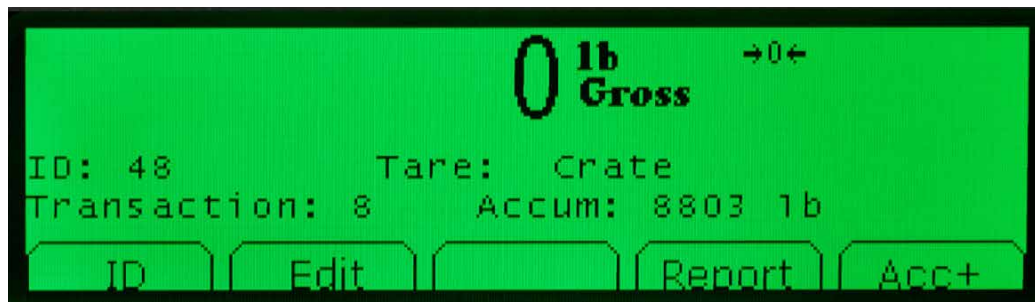 0 lb →0←
Gross
ID: 48 Tare: Crate
Transaction: 8 Accum: 8803 lb
ID Edit Report Acc+